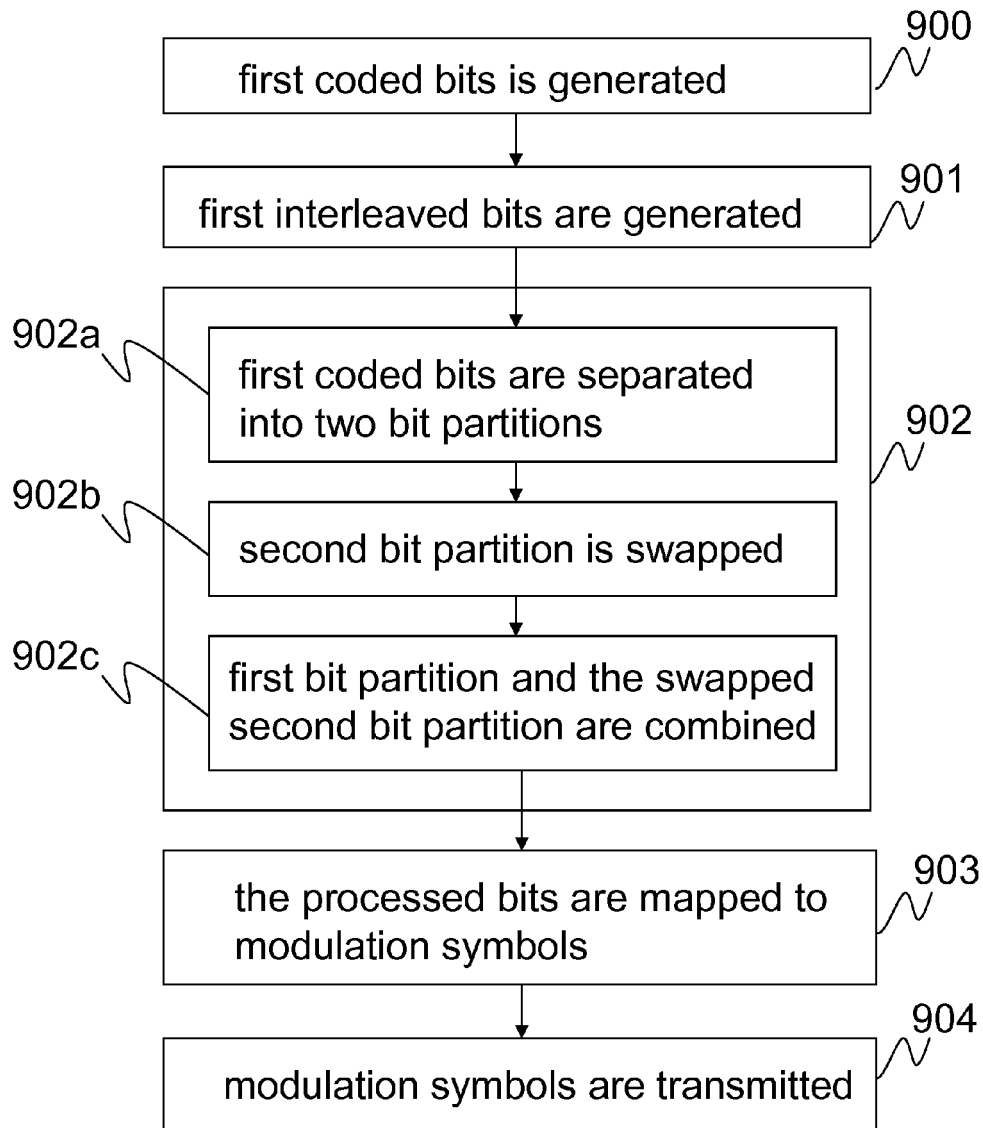 900
first coded bits is generated
901
first interleaved bits are generated
902a
first coded bits are separated
into two bit partitions
902
902b
second bit partition is swapped
902c
first bit partition and the swapped
second bit partition are combined
903
the processed bits are mapped to
modulation symbols
904
modulation symbols are transmitted